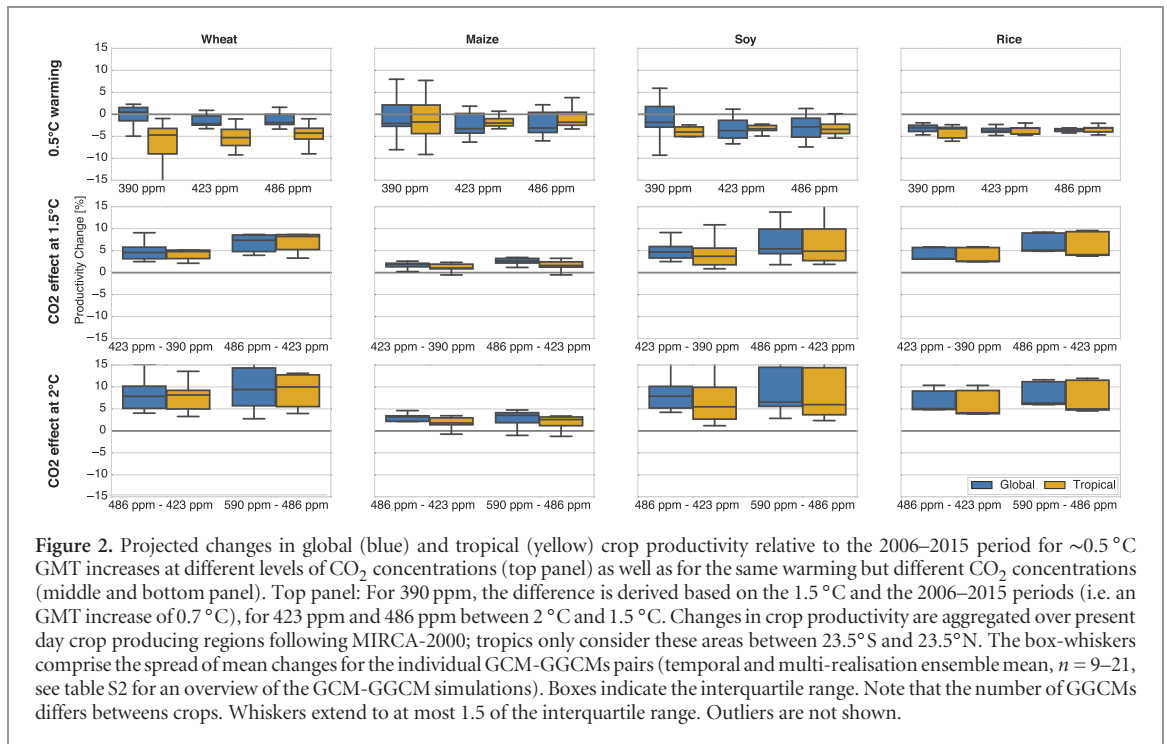 Wheat Maize Soy Rice
0.5°C warming
15 10 5 0 −5 −10 −15
390 ppm 423 ppm 486 ppm 390 ppm 423 ppm 486 ppm 390 ppm 423 ppm 486 ppm 390 ppm 423 ppm 486 ppm
CO2 effect at 1.5°C
Productivity Change [%]
15 10 5 0 −5 −10 −15
423 ppm - 390 ppm 486 ppm - 423 ppm 423 ppm - 390 ppm 486 ppm - 423 ppm 423 ppm - 390 ppm 486 ppm - 423 ppm 423 ppm - 390 ppm 486 ppm - 423 ppm
CO2 effect at 2°C
15 10 5 0 −5 −10 −15
Global Tropical
486 ppm - 423 ppm 590 ppm - 486 ppm 486 ppm - 423 ppm 590 ppm - 486 ppm 486 ppm - 423 ppm 590 ppm - 486 ppm 486 ppm - 423 ppm 590 ppm - 486 ppm
Figure 2. Projected changes in global (blue) and tropical (yellow) crop productivity relative to the 2006–2015 period for ∼0.5 °C
GMT increases at different levels of CO₂ concentrations (top panel) as well as for the same warming but different CO₂ concentrations
(middle and bottom panel). Top panel: For 390 ppm, the difference is derived based on the 1.5 °C and the 2006–2015 periods (i.e. an
GMT increase of 0.7 °C), for 423 ppm and 486 ppm between 2 °C and 1.5 °C. Changes in crop productivity are aggregated over present
day crop producing regions following MIRCA-2000; tropics only consider these areas between 23.5°S and 23.5°N. The box-whiskers
comprise the spread of mean changes for the individual GCM-GGCMs pairs (temporal and multi-realisation ensemble mean, n = 9–21,
see table S2 for an overview of the GCM-GGCM simulations). Boxes indicate the interquartile range. Note that the number of GGCMs
differs betweens crops. Whiskers extend to at most 1.5 of the interquartile range. Outliers are not shown.